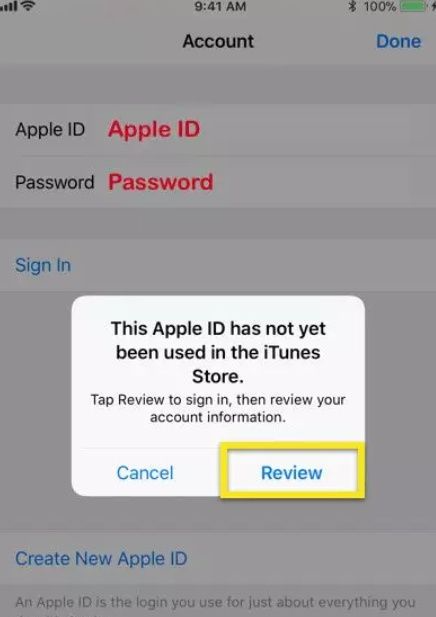 9:41 AM 100%
Account Done
Apple ID Apple ID
Password Password
Sign In
This Apple ID has not yet
been used in the iTunes
Store.
Tap Review to sign in, then review your
account information.
Cancel Review
Create New Apple ID
An Apple ID is the login you use for just about everything you